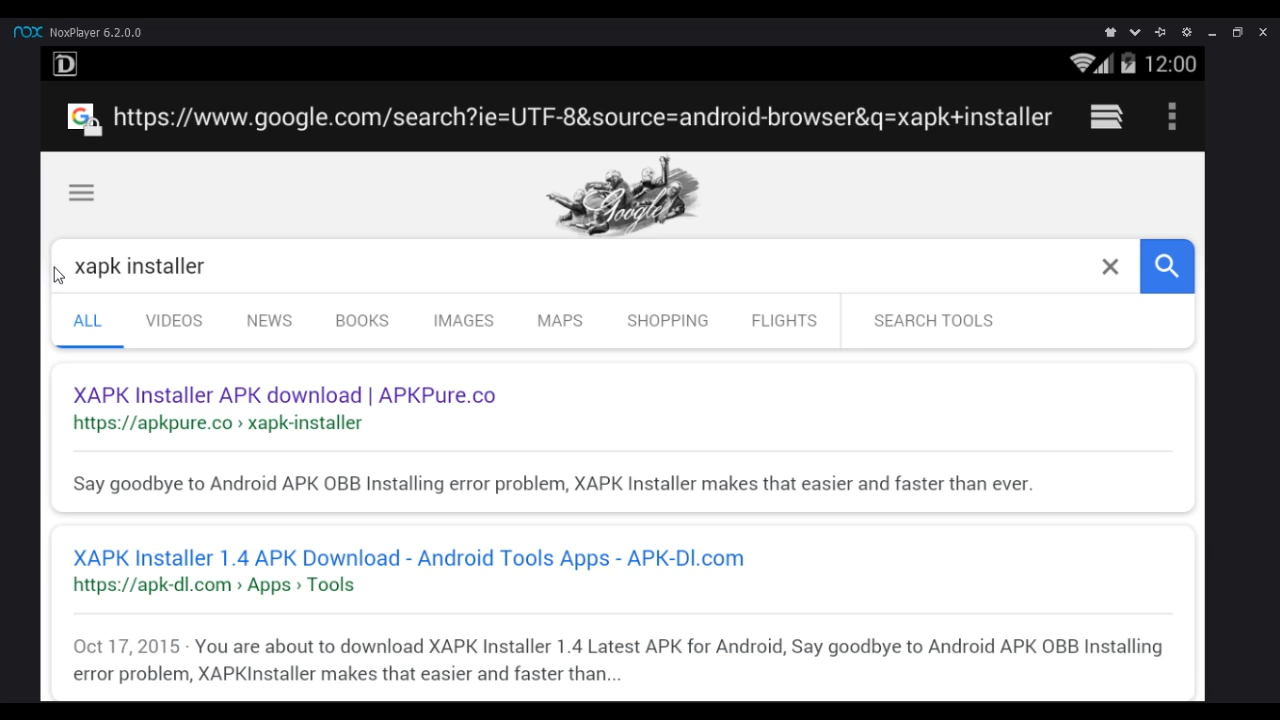 nox NoxPlayer 6.2.0.0
D 12:00
G https://www.google.com/search?ie=UTF-8&source=android-browser&q=xapk+installer
Google
xapk installer
ALL VIDEOS NEWS BOOKS IMAGES MAPS SHOPPING FLIGHTS SEARCH TOOLS
XAPK Installer APK download | APKPure.co
https://apkpure.co › xapk-installer
Say goodbye to Android APK OBB Installing error problem, XAPK Installer makes that easier and faster than ever.
XAPK Installer 1.4 APK Download - Android Tools Apps - APK-Dl.com
https://apk-dl.com › Apps › Tools
Oct 17, 2015 · You are about to download XAPK Installer 1.4 Latest APK for Android, Say goodbye to Android APK OBB Installing
error problem, XAPKInstaller makes that easier and faster than...